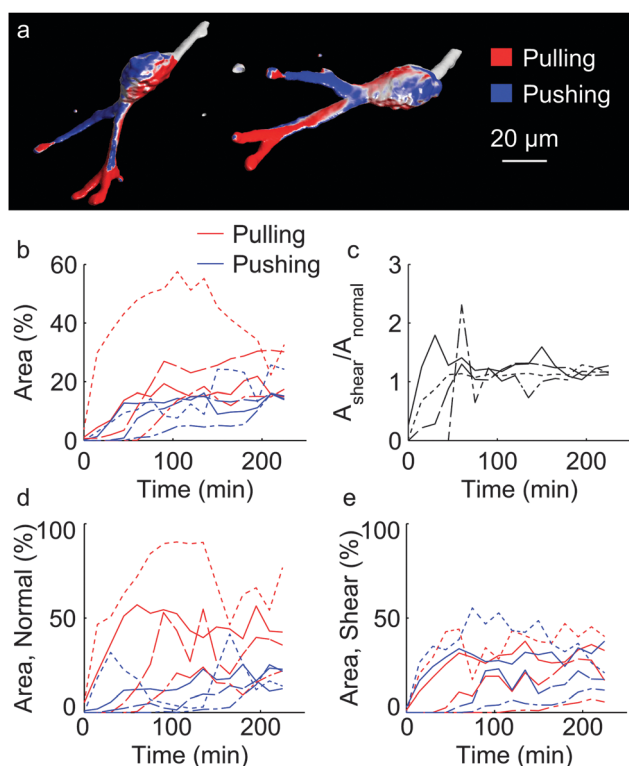 a
Pulling
Pushing
20 µm
Pulling
Pushing
b
60
40
20
0
Area (%)
0
100
200
Time (min)
c
3
2
1
0
A_shear/A_normal
0
100
200
Time (min)
d
100
50
0
Area, Normal (%)
0
100
200
Time (min)
e
100
50
0
Area, Shear (%)
0
100
200
Time (min)